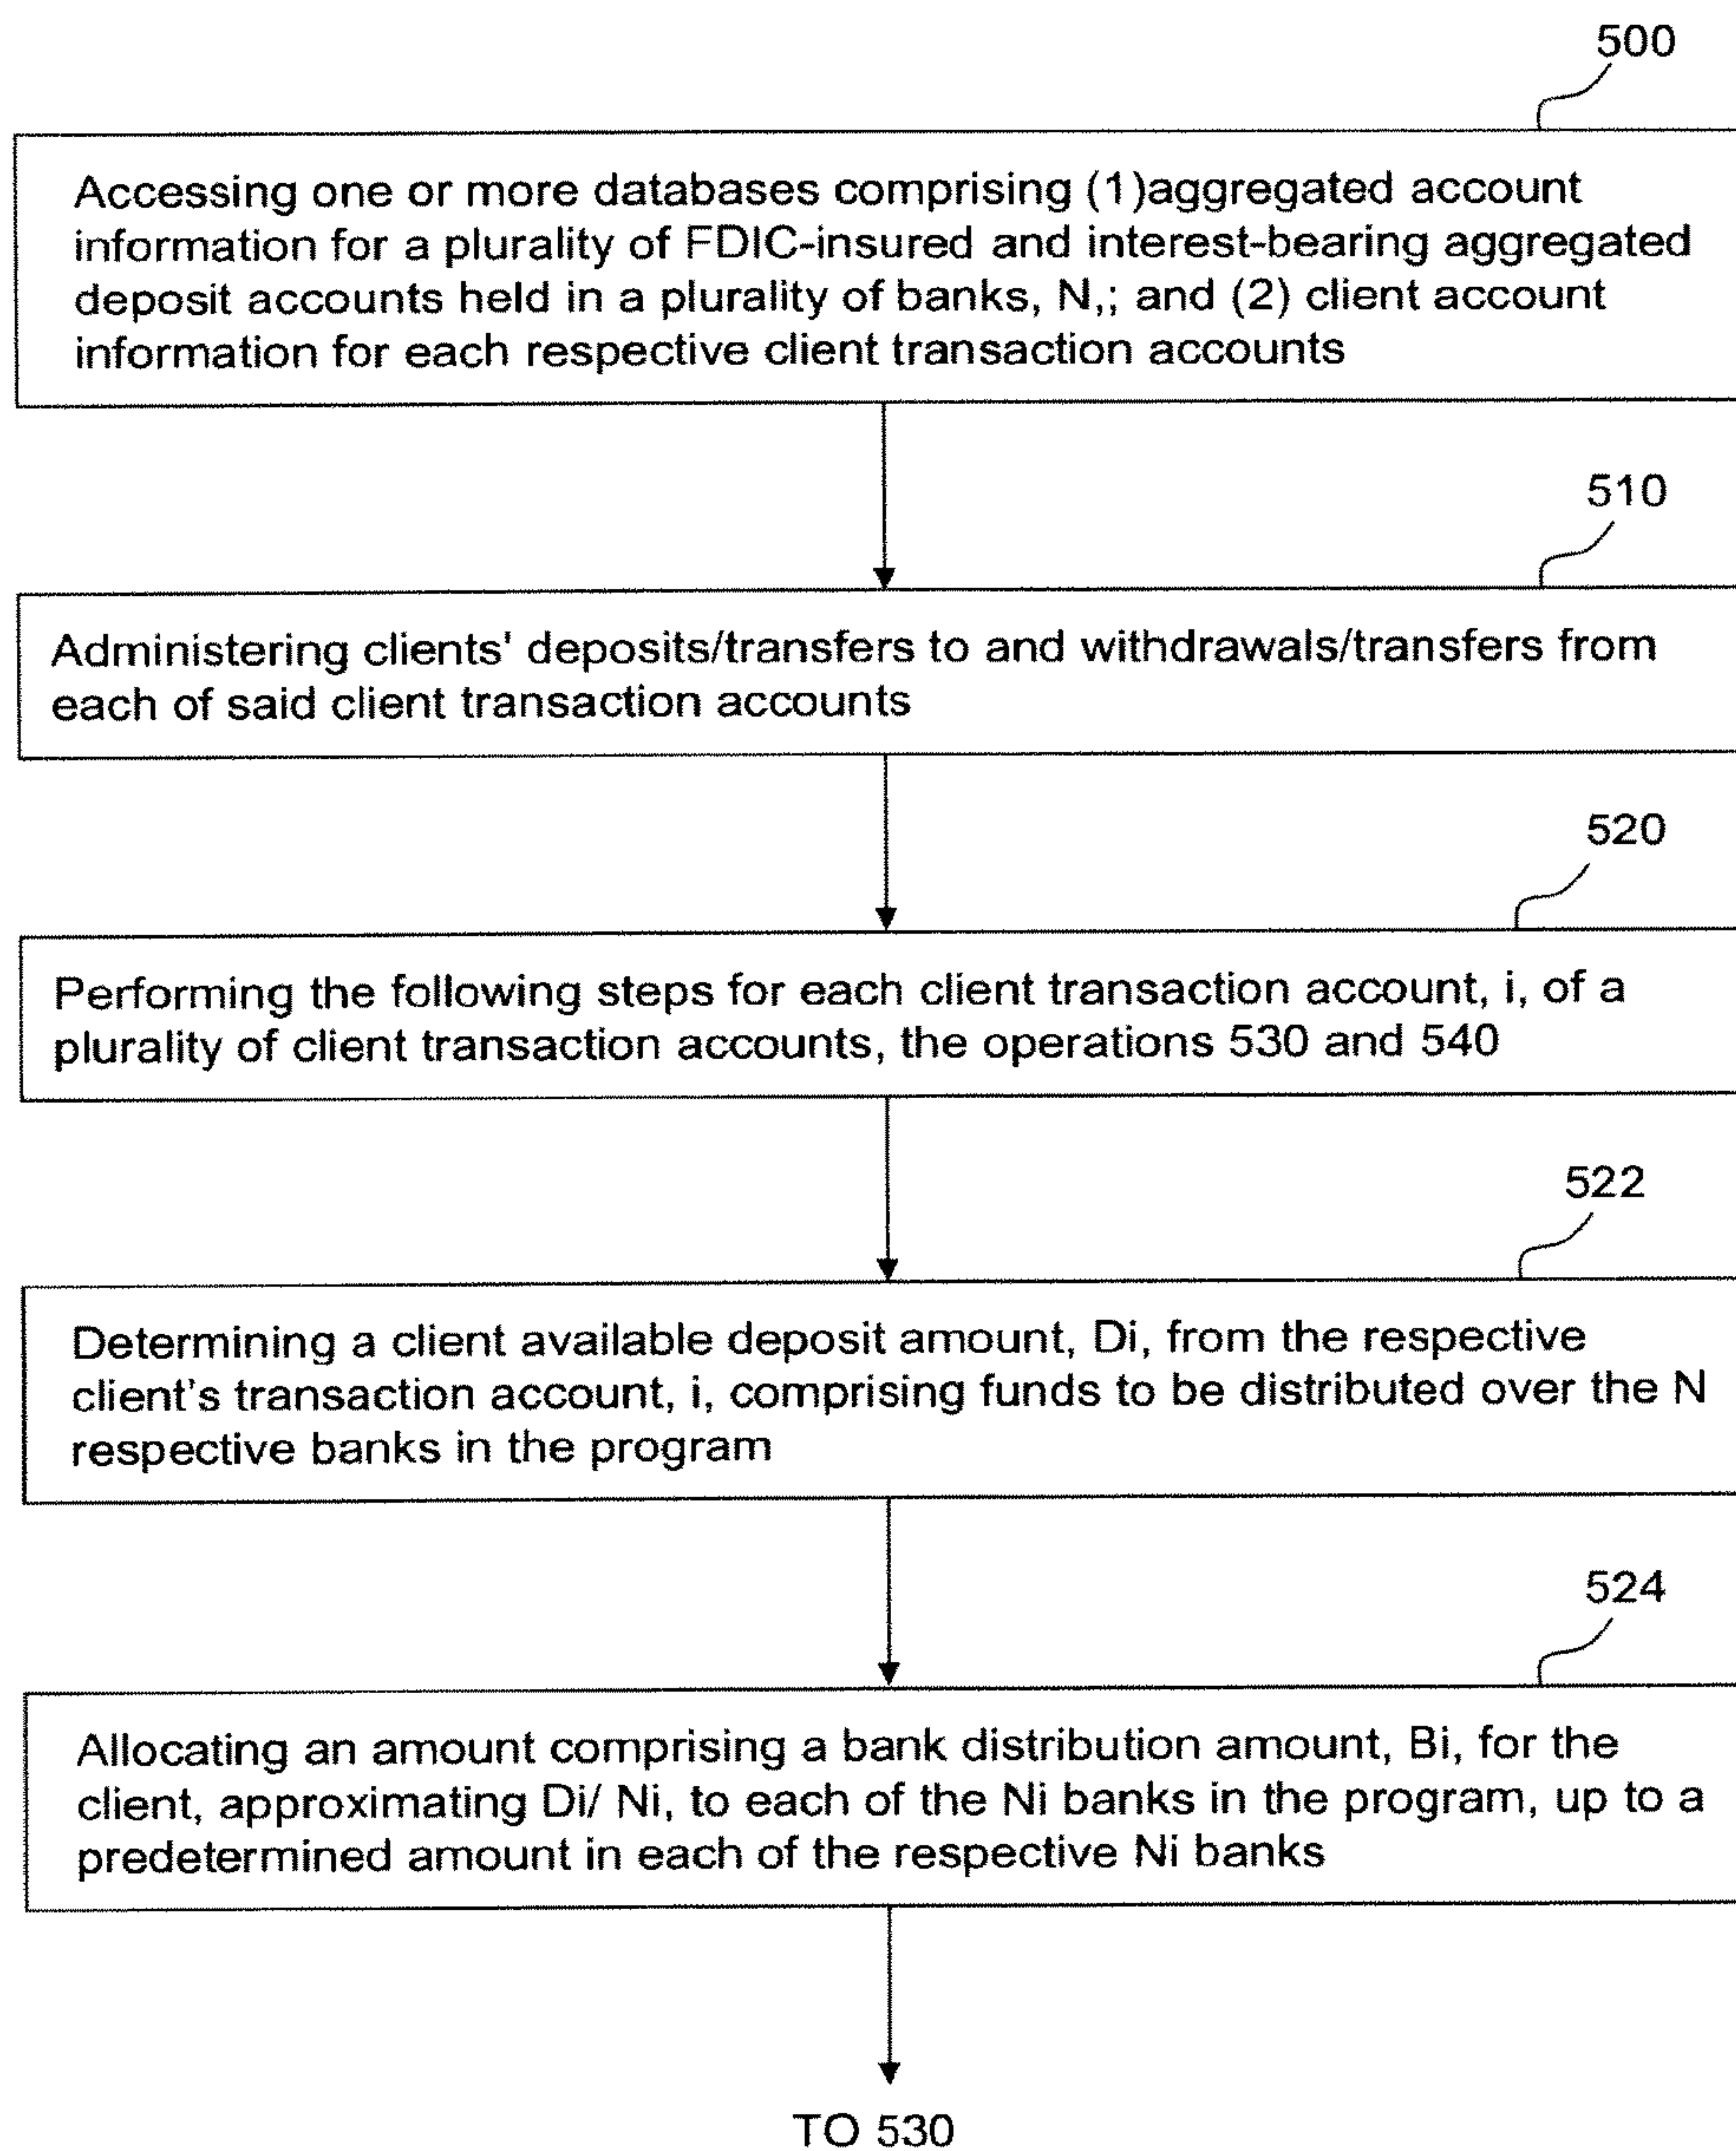 500
Accessing one or more databases comprising (1)aggregated account
information for a plurality of FDIC-insured and interest-bearing aggregated
deposit accounts held in a plurality of banks, N,; and (2) client account
information for each respective client transaction accounts
510
Administering clients' deposits/transfers to and withdrawals/transfers from
each of said client transaction accounts
520
Performing the following steps for each client transaction account, i, of a
plurality of client transaction accounts, the operations 530 and 540
522
Determining a client available deposit amount, Di, from the respective
client's transaction account, i, comprising funds to be distributed over the N
respective banks in the program
524
Allocating an amount comprising a bank distribution amount, Bi, for the
client, approximating Di/ Ni, to each of the Ni banks in the program, up to a
predetermined amount in each of the respective Ni banks
TO 530